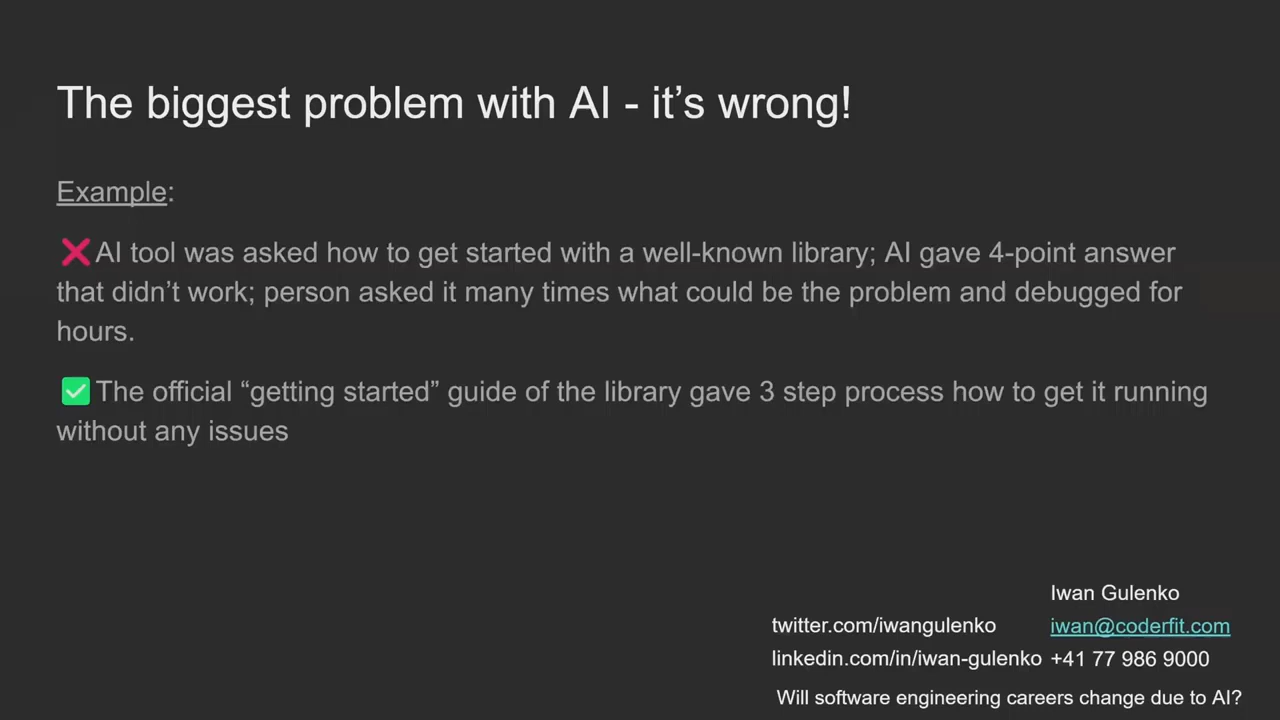 The biggest problem with AI - it’s wrong!
Example:
❌AI tool was asked how to get started with a well-known library; AI gave 4-point answer
that didn’t work; person asked it many times what could be the problem and debugged for
hours.
✅The official “getting started” guide of the library gave 3 step process how to get it running
without any issues
Iwan Gulenko
twitter.com/iwangulenko iwan@coderfit.com
linkedin.com/in/iwan-gulenko +41 77 986 9000
Will software engineering careers change due to AI?